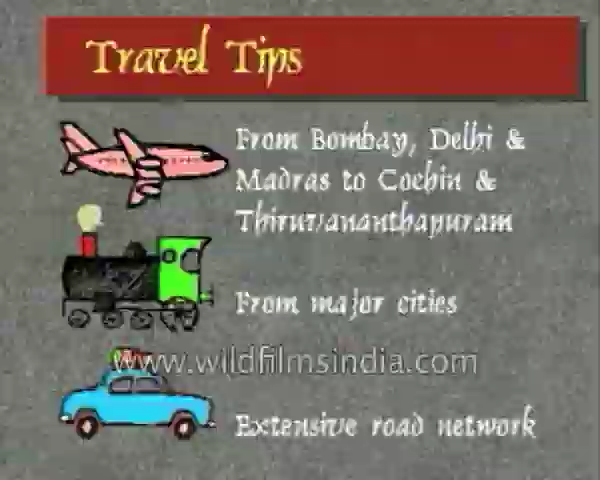 Travel Tips
From Bombay, Delhi &
Madras to Cochin &
Thiruvananthapuram
From major cities
www.wildfilmsindia.com
Extensive road network